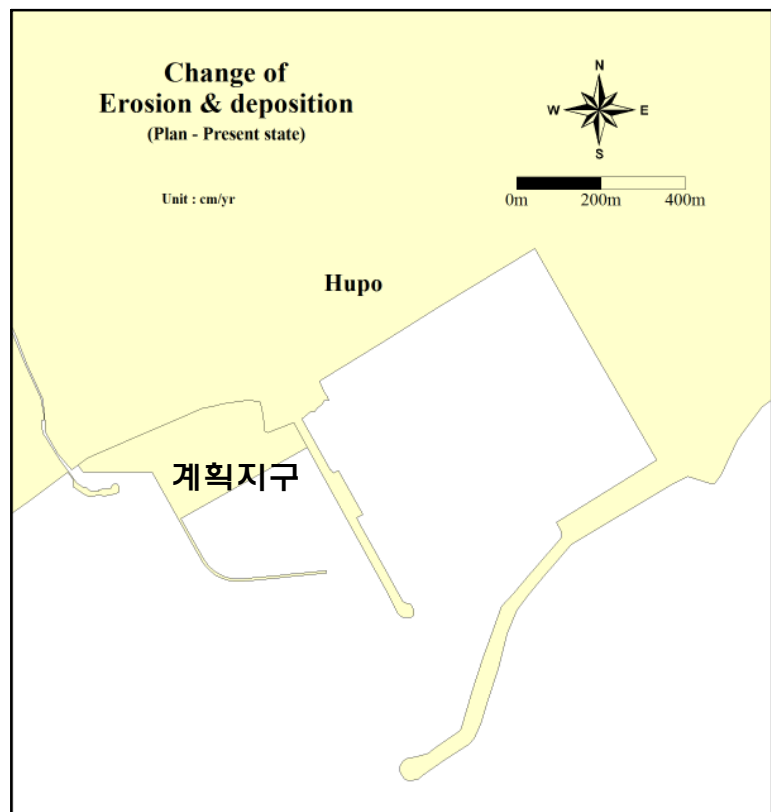 Change of
Erosion & deposition
(Plan - Present state)
Unit : cm/yr
N
W E
S
0m 200m 400m
Hupo
계획지구